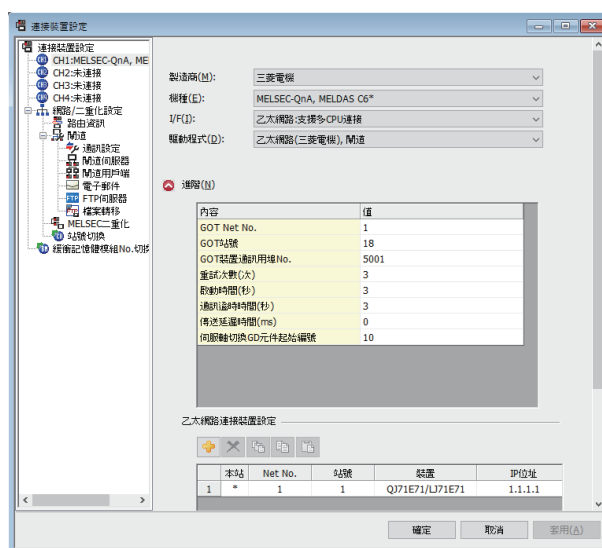 連接裝置設定
連接裝置設定
CH1:MELSEC-QnA, ME
CH2:未連接
CH3:未連接
CH4:未連接
網路/二重化設定
路由資訊
閘道
通訊設定
閘道伺服器
閘道用戶端
電子郵件
FTP伺服器
檔案轉移
MELSEC二重化
站號切換
緩衝記憶體模組No.切換
製造商(M): 三菱電機
機種(E): MELSEC-QnA, MELDAS C6*
I/F(I): 乙太網路:支援多CPU連接
驅動程式(D): 乙太網路(三菱電機), 閘道
進階(N)
內容 值
GOT Net No. 1
GOT站號 18
GOT裝置通訊用埠No. 5001
重試次數(次) 3
啟動時間(秒) 3
通訊逾時時間(秒) 3
傳送延遲時間(ms) 0
伺服軸切換GD元件起始編號 10
乙太網路連接裝置設定
本站 Net No. 站號 裝置 IP位址
1 * 1 1 QJ71E71/LJ71E71 1.1.1.1
確定 取消 套用(A)